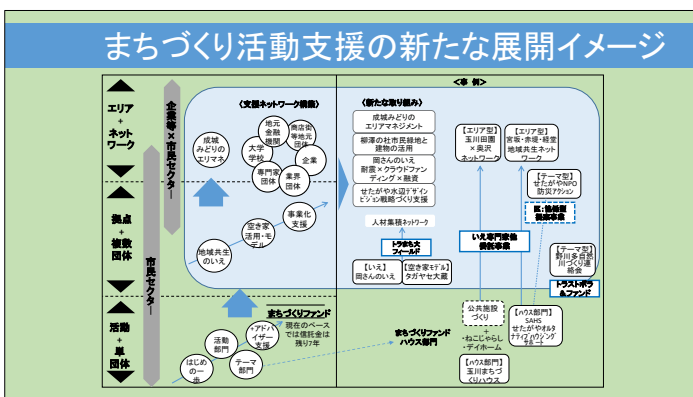 まちづくり活動支援の新たな展開イメージ
エリア
+
ネット
ワーク
拠点
+
複数
団体
活動
+
単
団体
企業等×市民セクター
市民セクター
〈支援ネットワーク構築〉
成城
みどりの
エリマネ
地元
金融
機関
商店街
等地元
団体
大学
学校
企業
専門家
団体
業界
団体
事業化
支援
空き家
活用・モ
デル
地域共生
のいえ
まちづくりファンド
+アドバ
イザー
支援
現在のペース
では信託金は
残り7年
活動
部門
テーマ
部門
はじめ
の一
歩
<事 例>
〈新たな取り組み〉
成城みどりの
エリアマネジメント
柳澤の杜市民緑地と
建物の活用
岡さんのいえ
耐震×クラウドファン
ディング×融資
せたがや水辺デザイン
ビジョン戦略づくり支援
人材集積ネットワーク
トラまち大
フィールド
【いえ】
岡さんのいえ
【空き家モデル】
タガヤセ大蔵
まちづくりファンド
ハウス部門
【エリア型】
玉川田園
×奥沢
ネットワーク
【エリア型】
宮坂・赤堤・経堂
地域共生ネット
ワーク
【テーマ型】
せたがやNPO
防災アクション
区:協働型
提案事業
いえ専門家他
委託事業
【テーマ型】
野川多自然
川づくり連
絡会
トラストボラ
&ファンド
公共施設
づくり
+
・ねこじゃらし
・デイホーム
【ハウス部門】
SAHS
せたがやオルタ
ナティブハウジングサ
ポート
【ハウス部門】
玉川まちづ
くりハウス